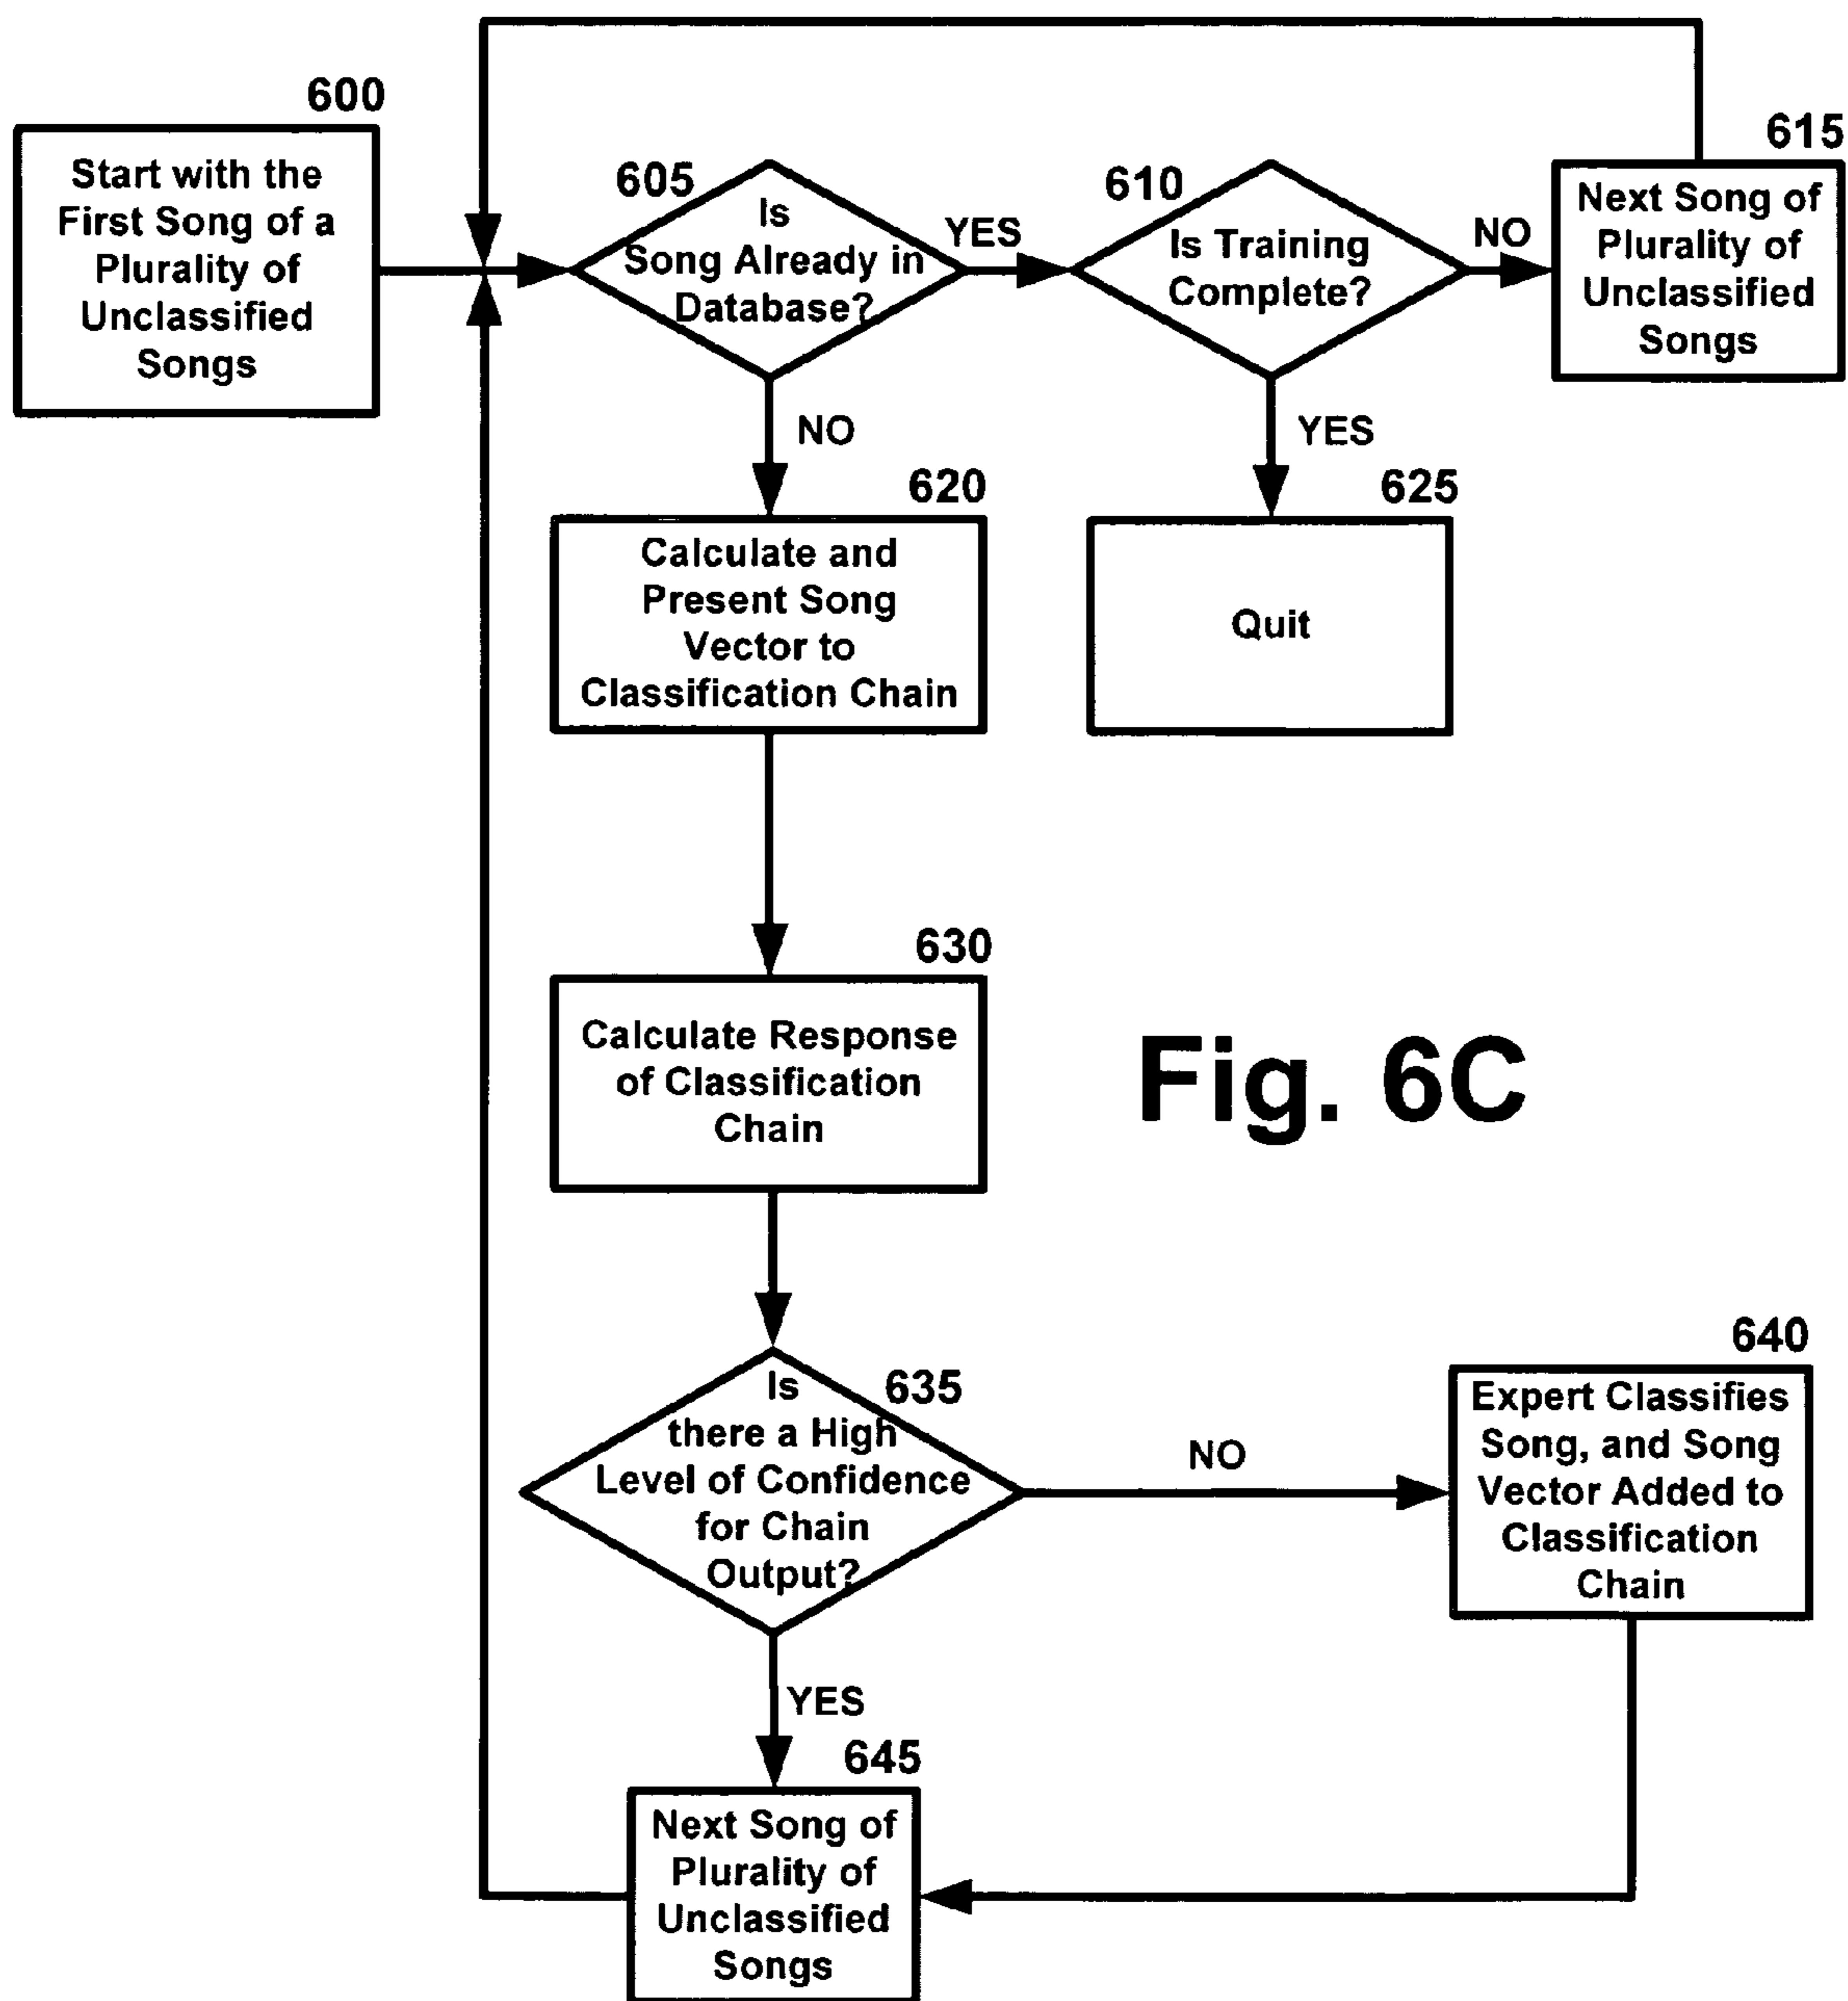 600
Start with the
First Song of a
Plurality of
Unclassified
Songs
605
Is
Song Already in
Database?
YES
610
Is Training
Complete?
NO
615
Next Song of
Plurality of
Unclassified
Songs
NO
YES
620
Calculate and
Present Song
Vector to
Classification Chain
625
Quit
630
Calculate Response
of Classification
Chain
Fig. 6C
635
Is
there a High
Level of Confidence
for Chain
Output?
NO
640
Expert Classifies
Song, and Song
Vector Added to
Classification
Chain
YES
645
Next Song of
Plurality of
Unclassified
Songs